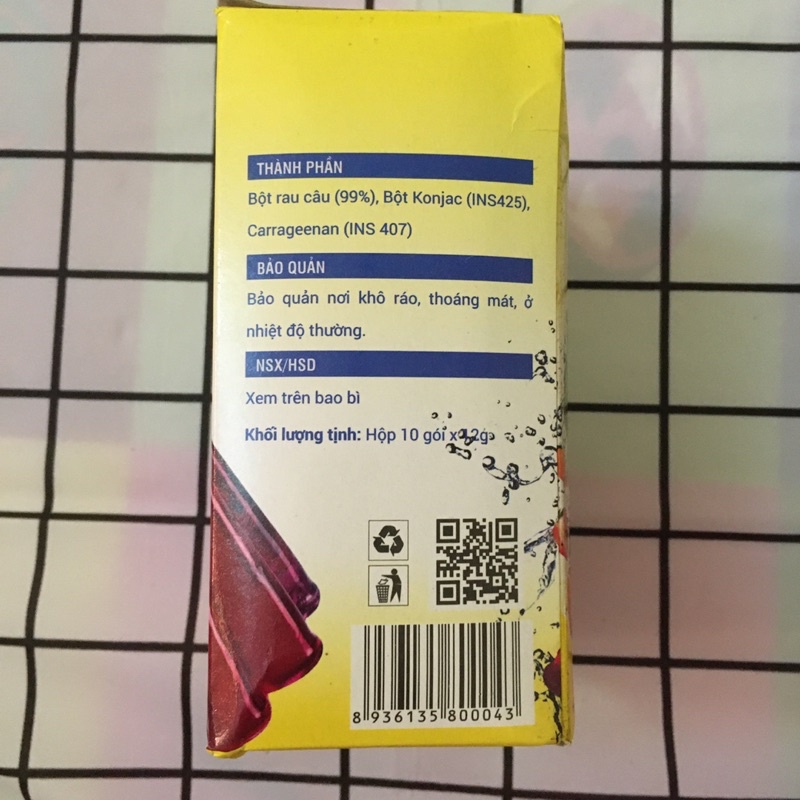 THÀNH PHẦN
Bột rau câu (99%), Bột Konjac (INS425),
Carrageenan (INS 407)
BẢO QUẢN
Bảo quản nơi khô ráo, thoáng mát, ở
nhiệt độ thường.
NSX/HSD
Xem trên bao bì
Khối lượng tịnh: Hộp 10 gói
8 936135 800043